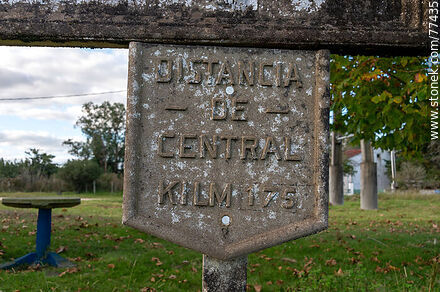 DISTANCIA
- DE -
CENTRAL
KILM 175
www.stonek.com/77435